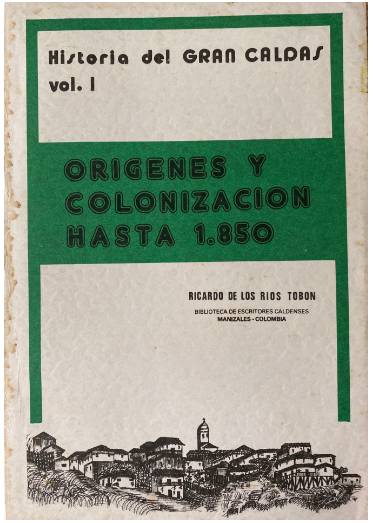 Historia del GRAN CALDAS
vol. I
ORIGENES Y
COLONIZACION
HASTA 1.850
RICARDO DE LOS RIOS TOBON
BIBLIOTECA DE ESCRITORES CALDENSES
MANIZALES - COLOMBIA